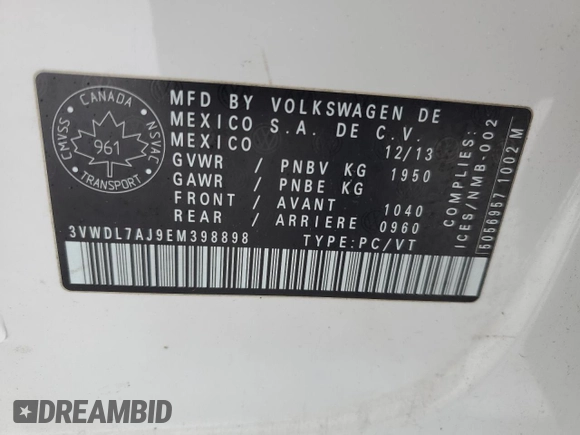 CMVSS CANADA NSVAC
961
TRANSPORT
MFD BY VOLKSWAGEN DE
MEXICO S.A. DE C.V.
MEXICO 12/13
GVWR / PNBV KG 1950
GAWR / PNBE KG
FRONT / AVANT 1040
REAR / ARRIERE 0960
3VWDL7AJ9EM398898 TYPE:PC/VT
COMPLIES:
ICES/NMB-002
5056957 1002 M
DREAMBID